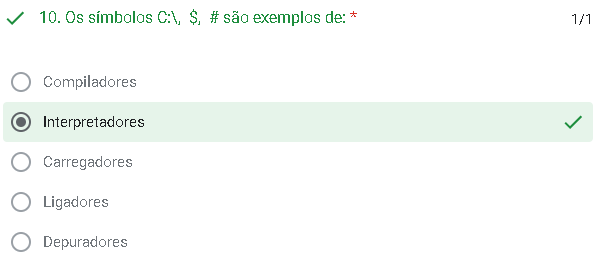 10. Os símbolos C:\, $, # são exemplos de: *
1/1
Compiladores
Interpretadores
Carregadores
Ligadores
Depuradores